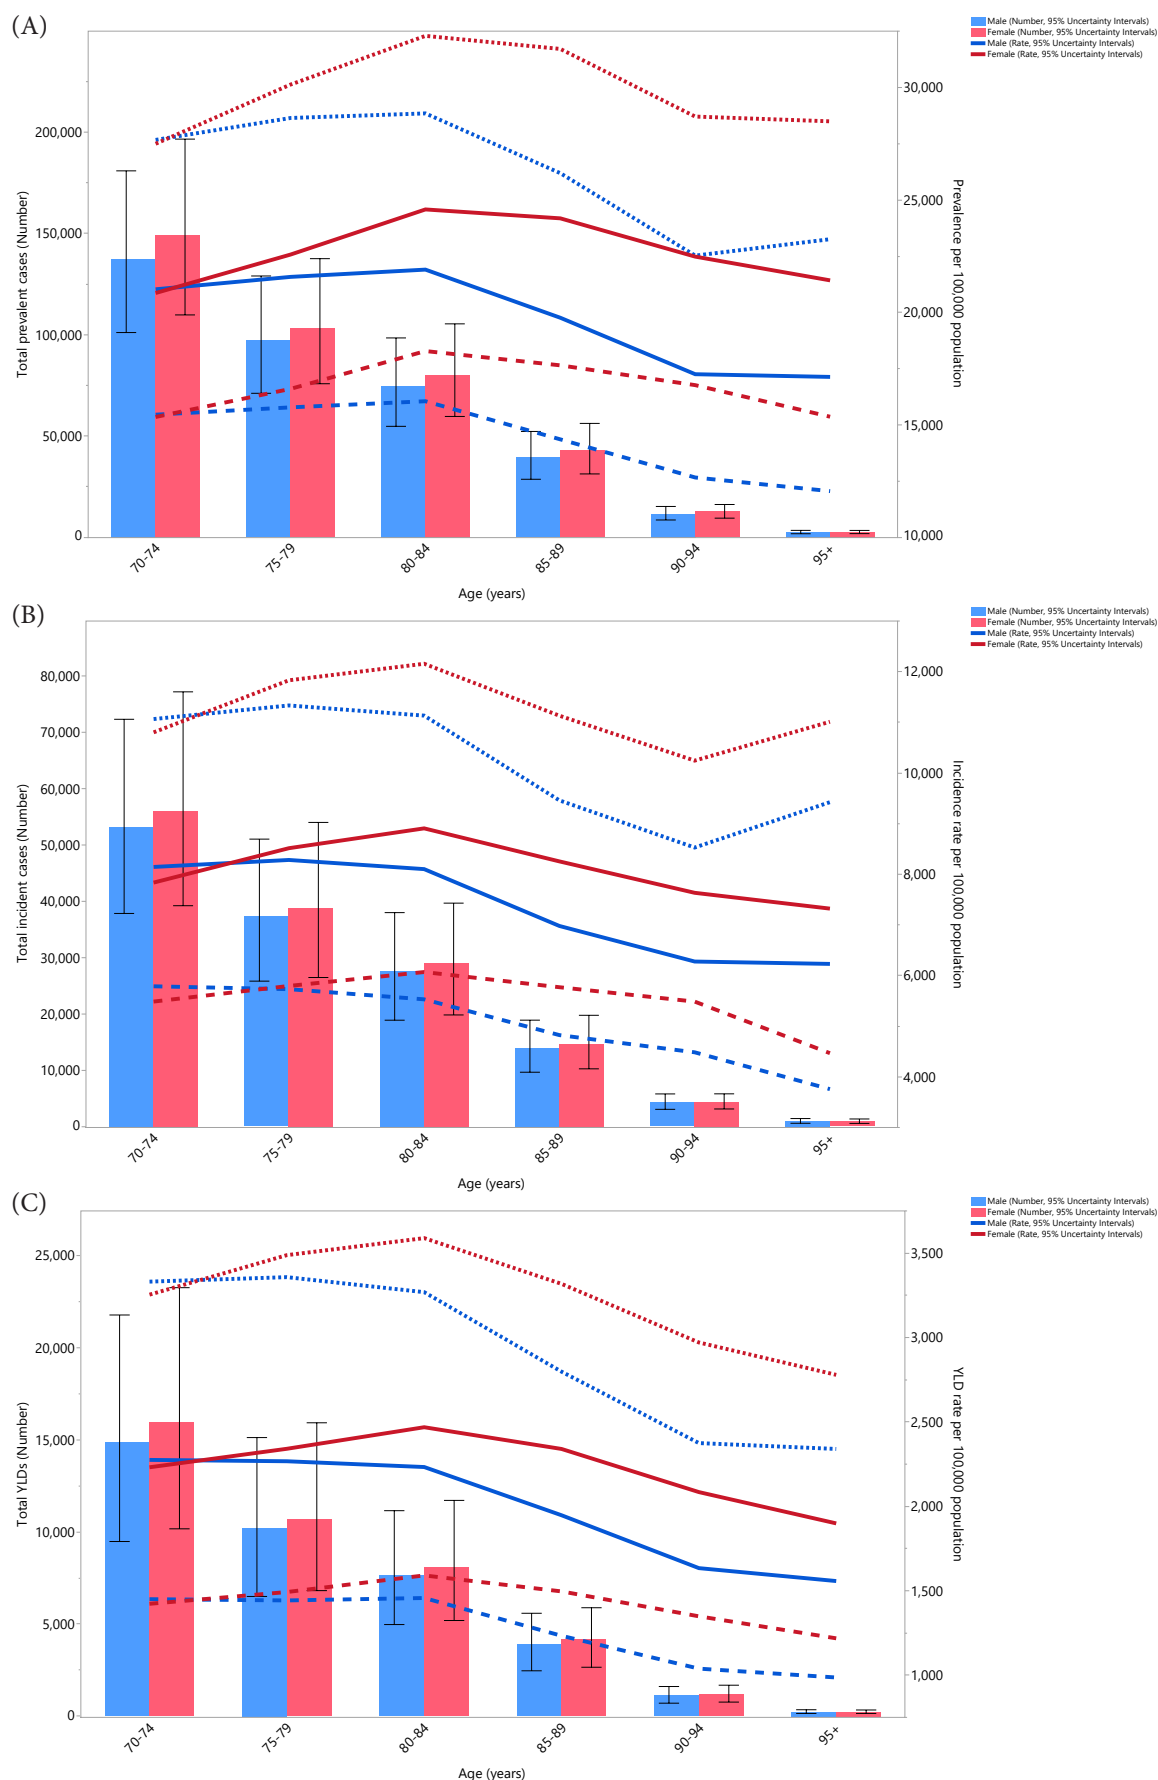 (A)
Male (Number, 95% Uncertainty Intervals)
Female (Number, 95% Uncertainty Intervals)
Male (Rate, 95% Uncertainty Intervals)
Female (Rate, 95% Uncertainty Intervals)
Total prevalent cases (Number)
200,000
150,000
100,000
50,000
0
30,000
25,000
20,000
15,000
10,000
Prevalence per 100,000 population
70-74
75-79
80-84
85-89
90-94
95+
Age (years)
(B)
Male (Number, 95% Uncertainty Intervals)
Female (Number, 95% Uncertainty Intervals)
Male (Rate, 95% Uncertainty Intervals)
Female (Rate, 95% Uncertainty Intervals)
Total incident cases (Number)
80,000
70,000
60,000
50,000
40,000
30,000
20,000
10,000
0
12,000
10,000
8,000
6,000
4,000
Incidence rate per 100,000 population
70-74
75-79
80-84
85-89
90-94
95+
Age (years)
(C)
Male (Number, 95% Uncertainty Intervals)
Female (Number, 95% Uncertainty Intervals)
Male (Rate, 95% Uncertainty Intervals)
Female (Rate, 95% Uncertainty Intervals)
Total YLDs (Number)
25,000
20,000
15,000
10,000
5,000
0
3,500
3,000
2,500
2,000
1,500
1,000
YLD rate per 100,000 population
70-74
75-79
80-84
85-89
90-94
95+
Age (years)